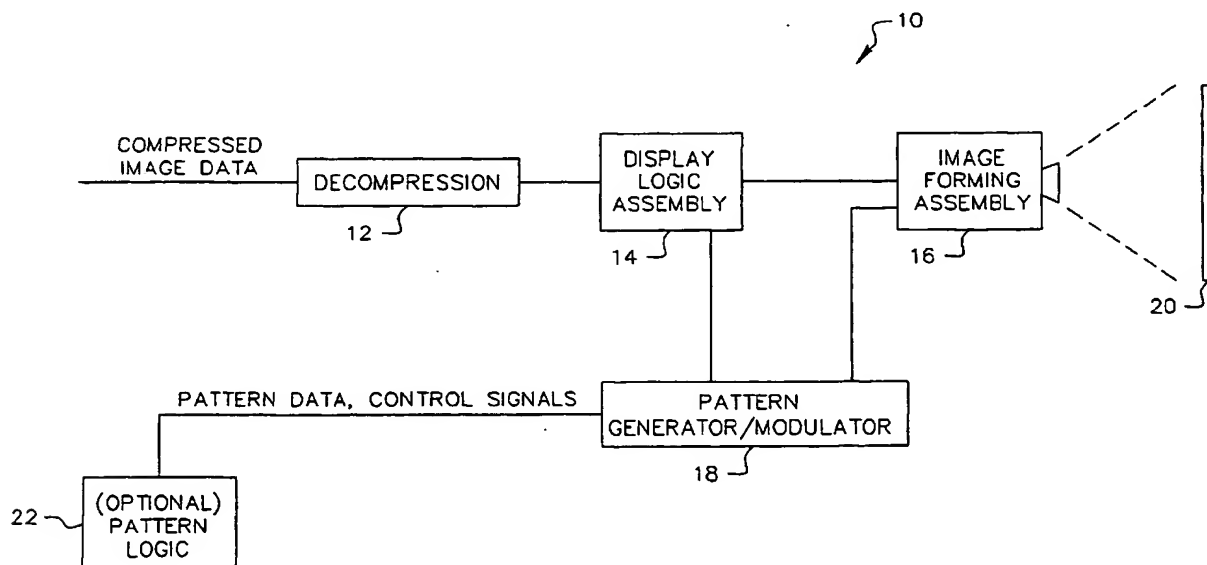 10
COMPRESSED
IMAGE DATA
DECOMPRESSION
12
DISPLAY
LOGIC
ASSEMBLY
14
IMAGE
FORMING
ASSEMBLY
16
20
PATTERN DATA, CONTROL SIGNALS
PATTERN
GENERATOR/MODULATOR
18
22
(OPTIONAL)
PATTERN
LOGIC